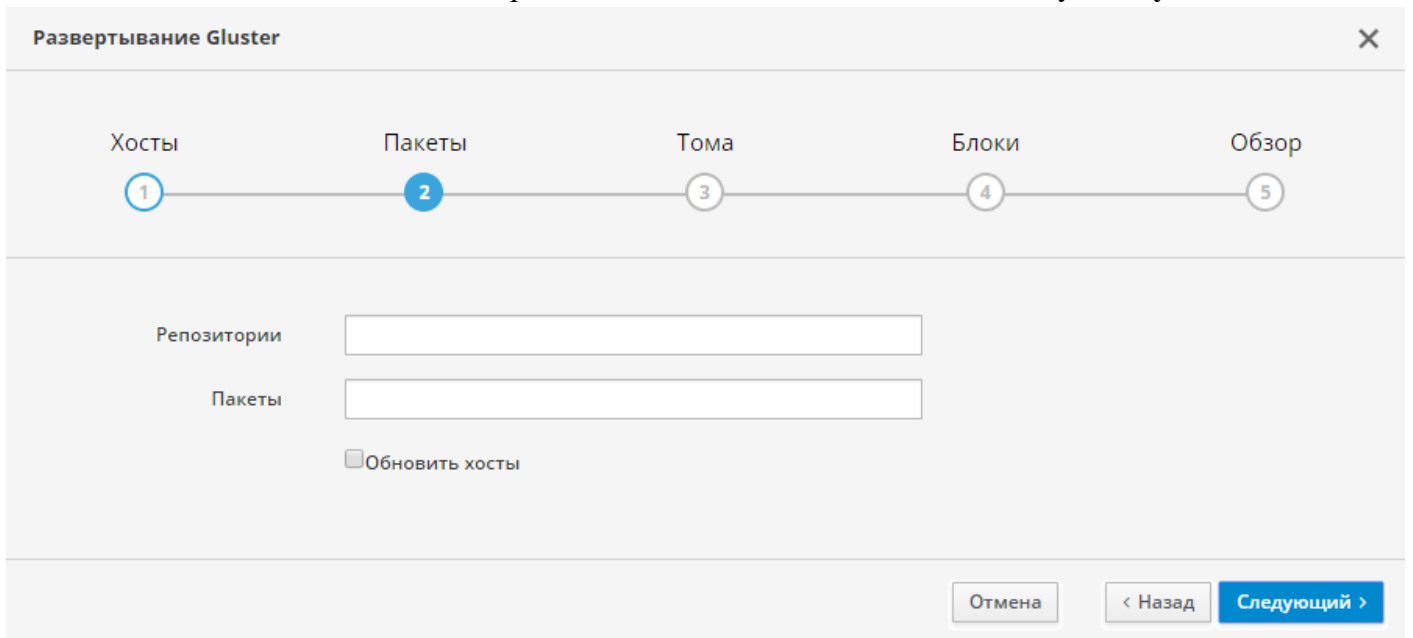 Развертывание Gluster
Хосты Пакеты Тома Блоки Обзор
1 2 3 4 5
Репозитории
Пакеты
Обновить хосты
Отмена < Назад Следующий >